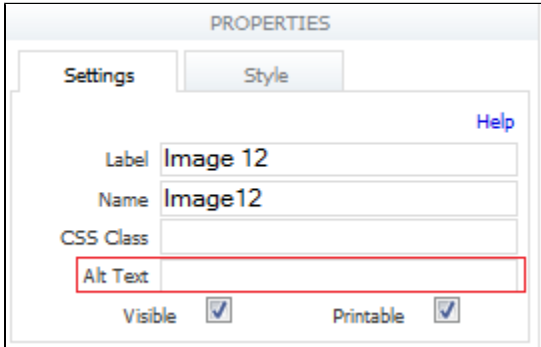 PROPERTIES
Settings Style
Help
Label Image 12
Name Image12
CSS Class
Alt Text
Visible Printable